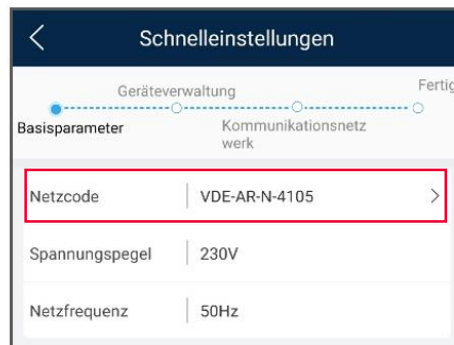 Schnelleinstellungen
Geräteverwaltung
Basisparameter
Kommunikationsnetz
werk
Netzcode VDE-AR-N-4105
Spannungspegel 230V
Netzfrequenz 50Hz